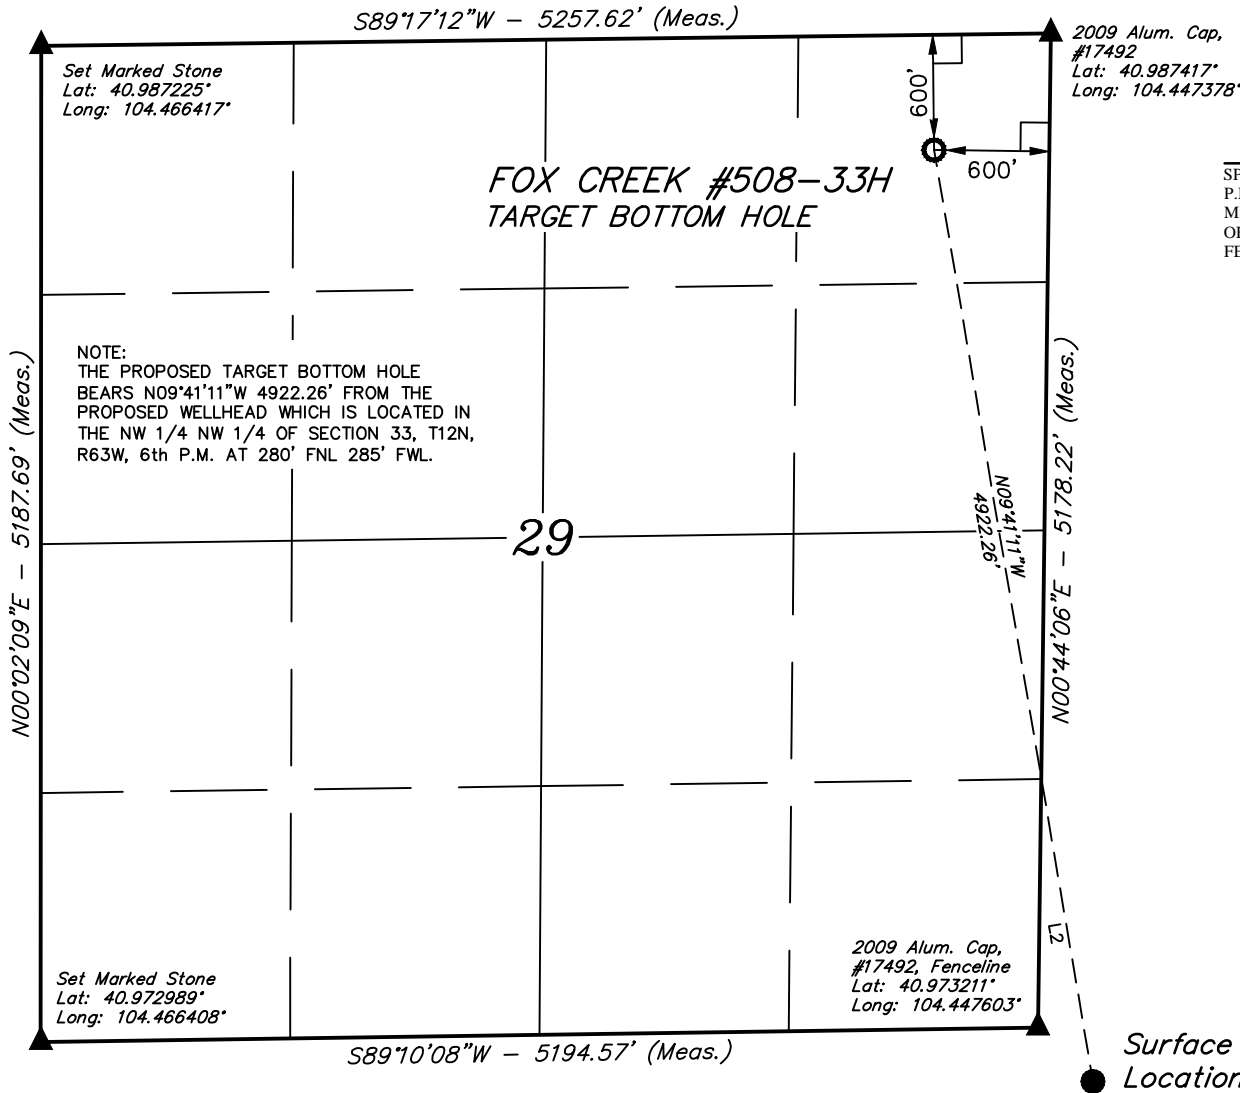 S89°17'12"W - 5257.62' (Meas.)
2009 Alum. Cap,
#17492
Lat: 40.987417°
Long: 104.447378°
Set Marked Stone
Lat: 40.987225°
Long: 104.466417°
600'
600'
FOX CREEK #508-33H
TARGET BOTTOM HOLE
NOTE:
THE PROPOSED TARGET BOTTOM HOLE
BEARS N09°41'11"W 4922.26' FROM THE
PROPOSED WELLHEAD WHICH IS LOCATED IN
THE NW 1/4 NW 1/4 OF SECTION 33, T12N,
R63W, 6th P.M. AT 280' FNL 285' FWL.
N00°02'09"E - 5187.69' (Meas.)
29
N09°41'11"W
4922.26'
N00°44'06"E - 5178.22' (Meas.)
L2
Set Marked Stone
Lat: 40.972989°
Long: 104.466408°
2009 Alum. Cap,
#17492, Fenceline
Lat: 40.973211°
Long: 104.447603°
S89°10'08"W - 5194.57' (Meas.)
Surface
Location